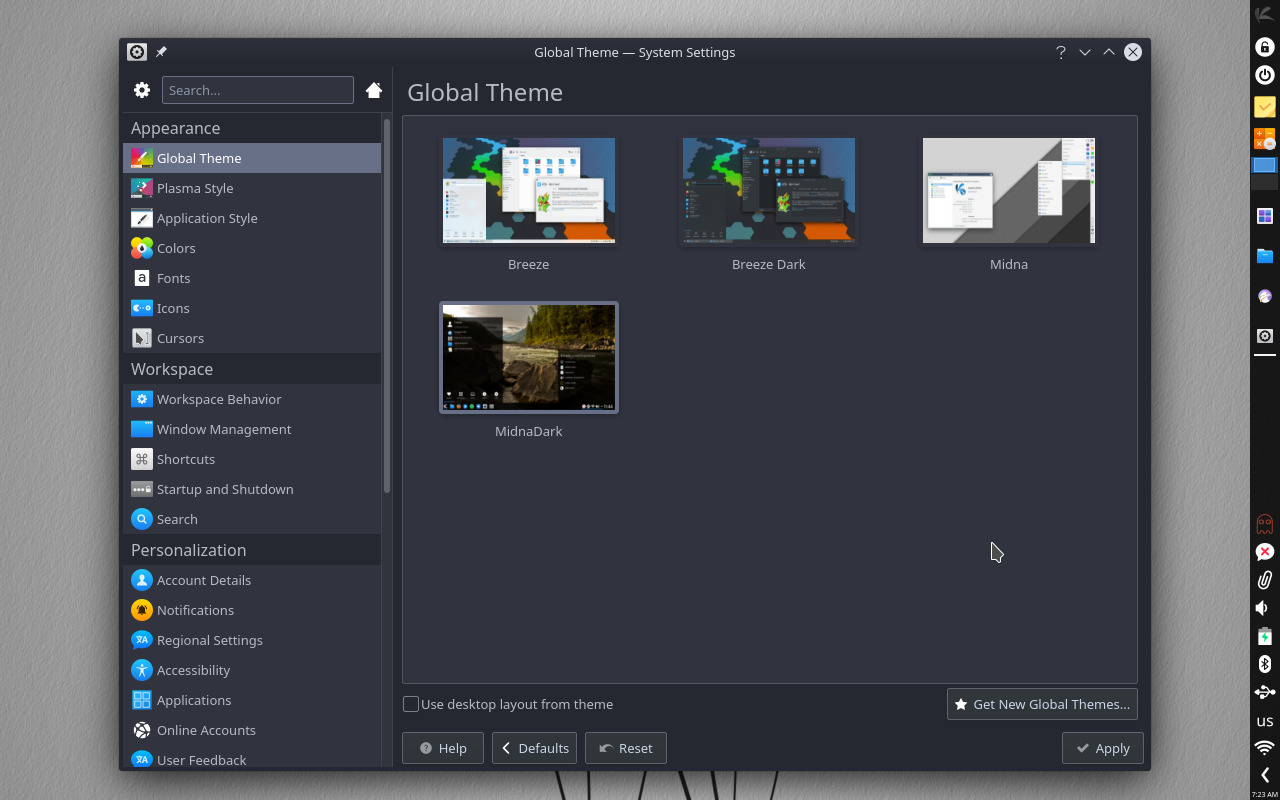 Global Theme — System Settings
Search...
Global Theme
Appearance
Global Theme
Plasma Style
Application Style
Colors
Fonts
Icons
Cursors
Workspace
Workspace Behavior
Window Management
Shortcuts
Startup and Shutdown
Search
Personalization
Account Details
Notifications
Regional Settings
Accessibility
Applications
Online Accounts
User Feedback
Breeze
Breeze Dark
Midna
MidnaDark
Use desktop layout from theme
Get New Global Themes...
Help
Defaults
Reset
Apply
us
7:23 AM